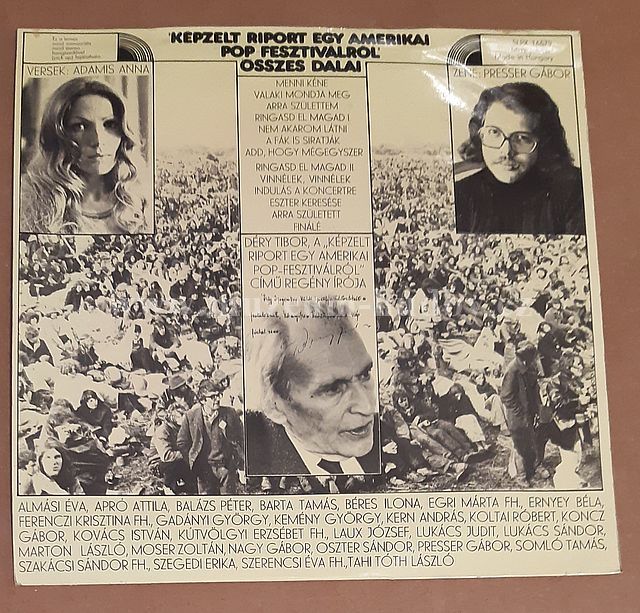 KÉPZELT RIPORT EGY AMERIKAI
POP FESZTIVÁLRÓL
ÖSSZES DALAI
Made in Hungary
VERSEK: ADAMIS ANNA
ZENE: PRESSER GÁBOR
MENNI KÉNE
VALAKI MONDJA MEG
ARRA SZÜLETTEM
RINGASD EL MAGAD I
NEM AKAROM LÁTNI
A FÁK IS SIRATJÁK
ADD, HOGY MÉGEGYSZER
RINGASD EL MAGAD II
VINNÉLEK, VINNÉLEK
INDULÁS A KONCERTRE
ESZTER KERESÉSE
ARRA SZÜLETETT
FINÁLÉ
DÉRY TIBOR, A „KÉPZELT
RIPORT EGY AMERIKAI
POP-FESZTIVÁLRÓL"
CÍMŰ REGÉNY ÍRÓJA
ALMÁSI ÉVA, APRÓ ATTILA, BALÁZS PÉTER, BARTA TAMÁS, BÉRES ILONA, EGRI MÁRTA FH., ERNYEY BÉLA,
FERENCZI KRISZTINA FH., GADÁNYI GYÖRGY, KEMÉNY GYÖRGY, KERN ANDRÁS, KOLTAI RÓBERT, KONCZ
GÁBOR, KOVÁCS ISTVÁN, KÚTVÖLGYI ERZSÉBET FH., LAUX JÓZSEF, LUKÁCS JUDIT, LUKÁCS SÁNDOR,
MARTON LÁSZLÓ, MOSER ZOLTÁN, NAGY GÁBOR, OSZTER SÁNDOR, PRESSER GÁBOR, SOMLÓ TAMÁS,
SZAKÁCSI SÁNDOR FH., SZEGEDI ERIKA, SZERENCSI ÉVA FH., TAHI TÓTH LÁSZLÓ